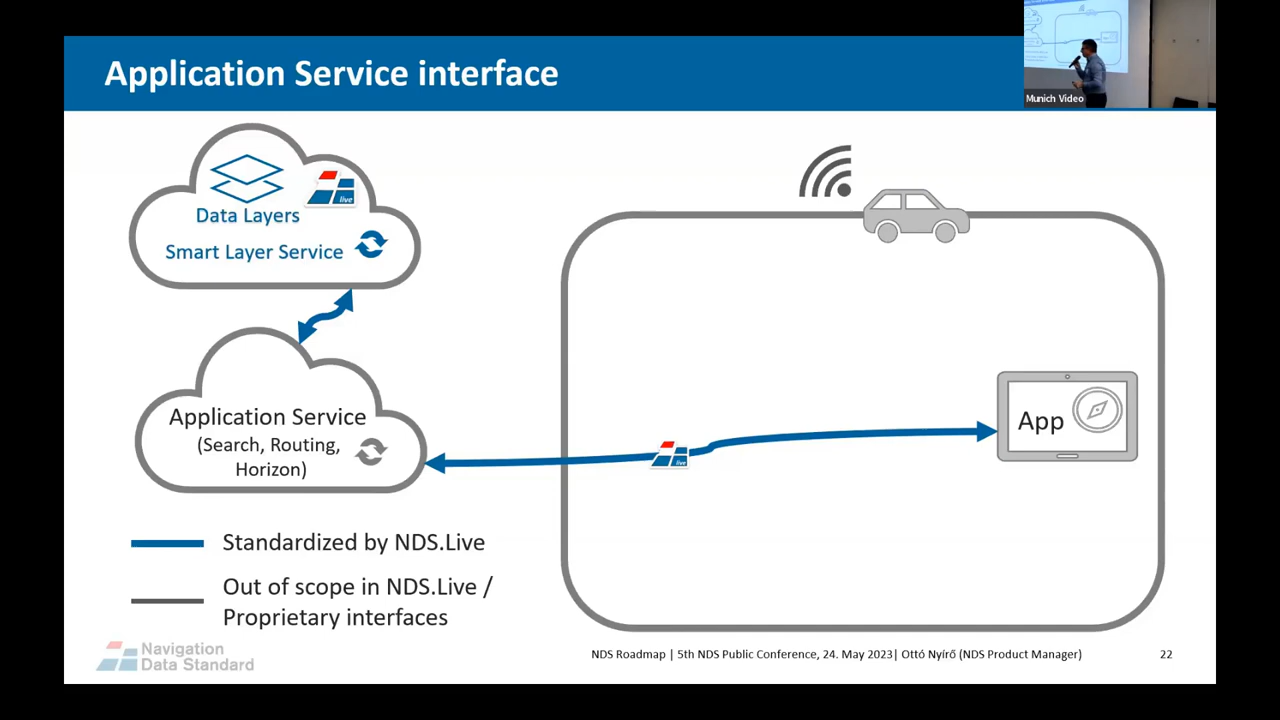 Application Service interface
Munich Video
live
Data Layers
Smart Layer Service
Application Service
(Search, Routing,
Horizon)
live
App
Standardized by NDS.Live
Out of scope in NDS.Live /
Proprietary interfaces
Navigation
Data Standard
NDS Roadmap | 5th NDS Public Conference, 24. May 2023| Ottó Nyírő (NDS Product Manager)
22